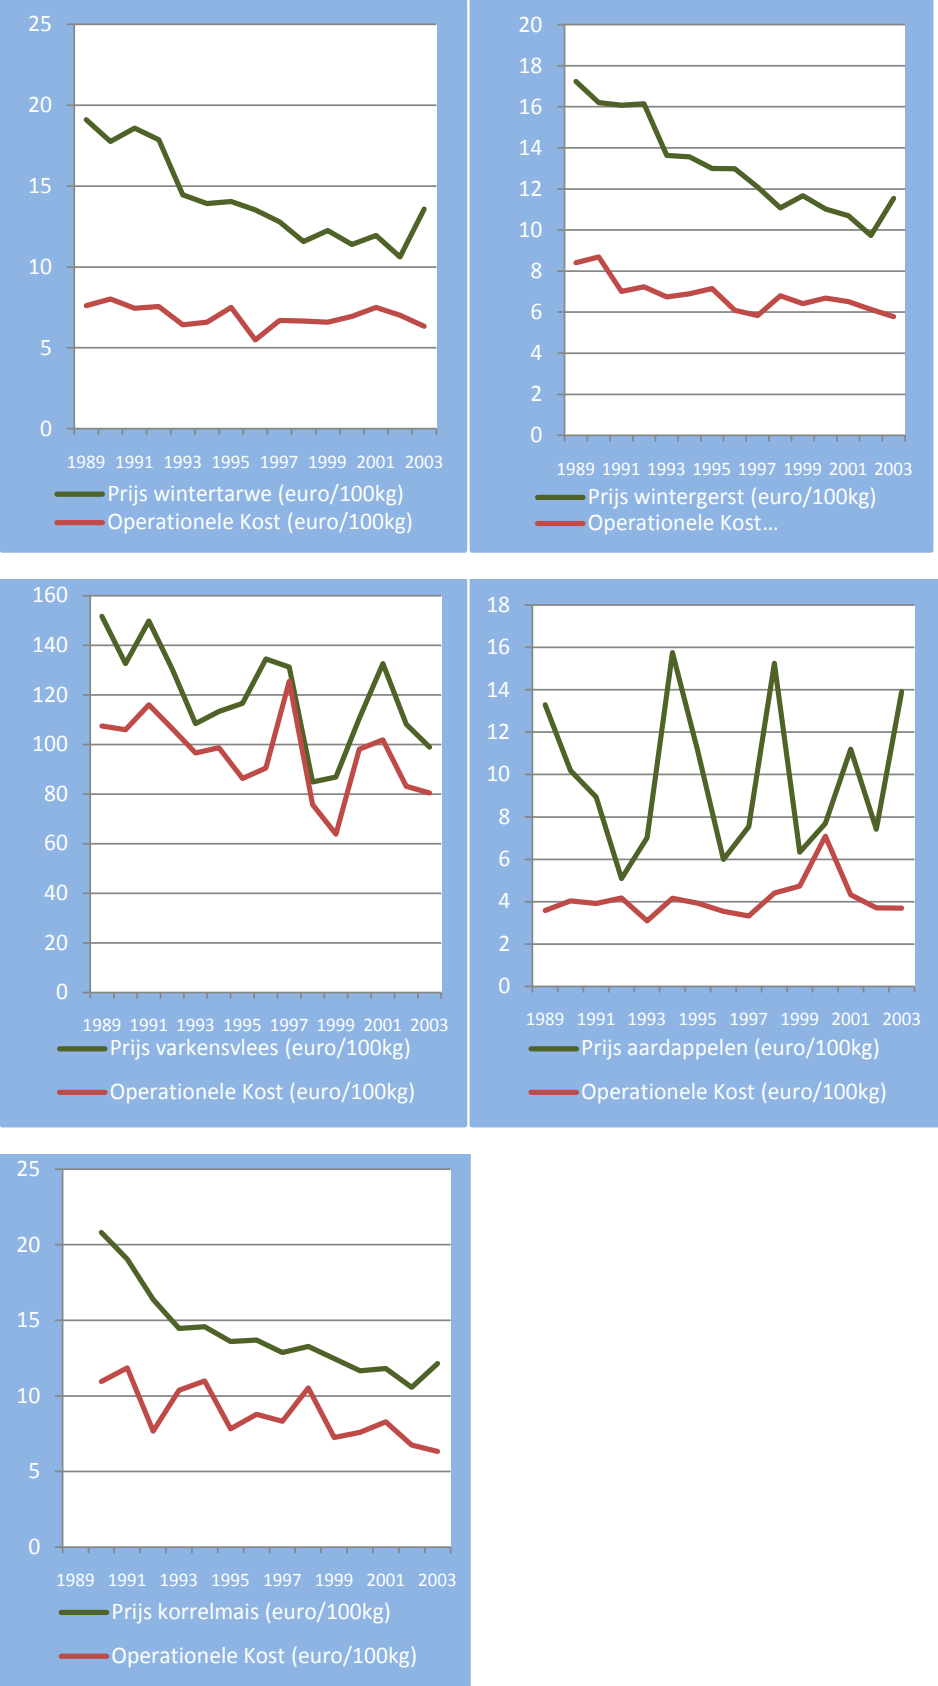 25
20
15
10
5
0
1989 1991 1993 1995 1997 1999 2001 2003
Prijs wintertarwe (euro/100kg)
Operationele Kost (euro/100kg)
20
18
16
14
12
10
8
6
4
2
0
1989 1991 1993 1995 1997 1999 2001 2003
Prijs wintergerst (euro/100kg)
Operationele Kost...
160
140
120
100
80
60
40
20
0
1989 1991 1993 1995 1997 1999 2001 2003
Prijs varkensvlees (euro/100kg)
Operationele Kost (euro/100kg)
18
16
14
12
10
8
6
4
2
0
1989 1991 1993 1995 1997 1999 2001 2003
Prijs aardappelen (euro/100kg)
Operationele Kost (euro/100kg)
25
20
15
10
5
0
1989 1991 1993 1995 1997 1999 2001 2003
Prijs korrelmais (euro/100kg)
Operationele Kost (euro/100kg)